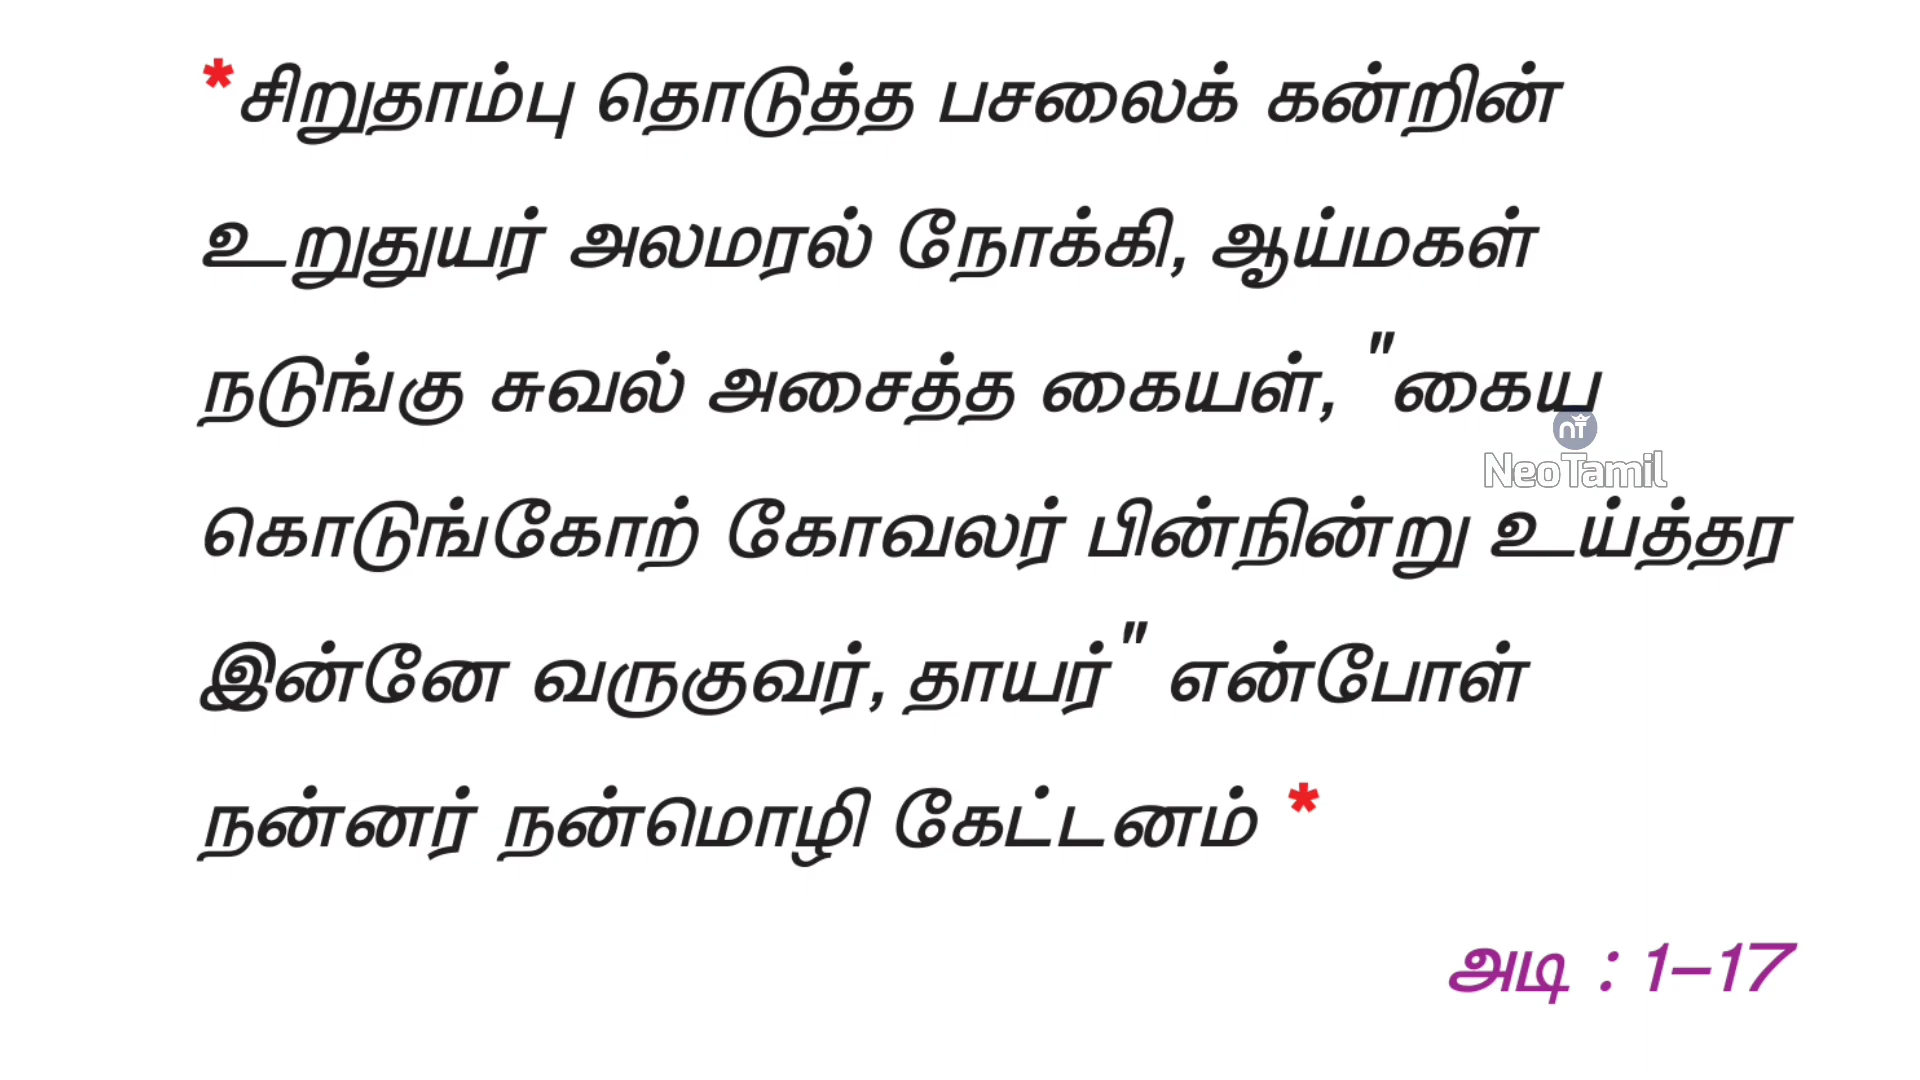 *சிறுதாம்பு தொடுத்த பசலைக் கன்றின்
உறுதுயர் அலமரல் நோக்கி, ஆய்மகள்
நடுங்கு சுவல் அசைத்த கையள், "கைய
nT
NeoTamil
கொடுங்கோற் கோவலர் பின்நின்று உய்த்தர
இன்னே வருகுவர், தாயர்" என்போள்
நன்னர் நன்மொழி கேட்டனம் *
அடி : 1-17